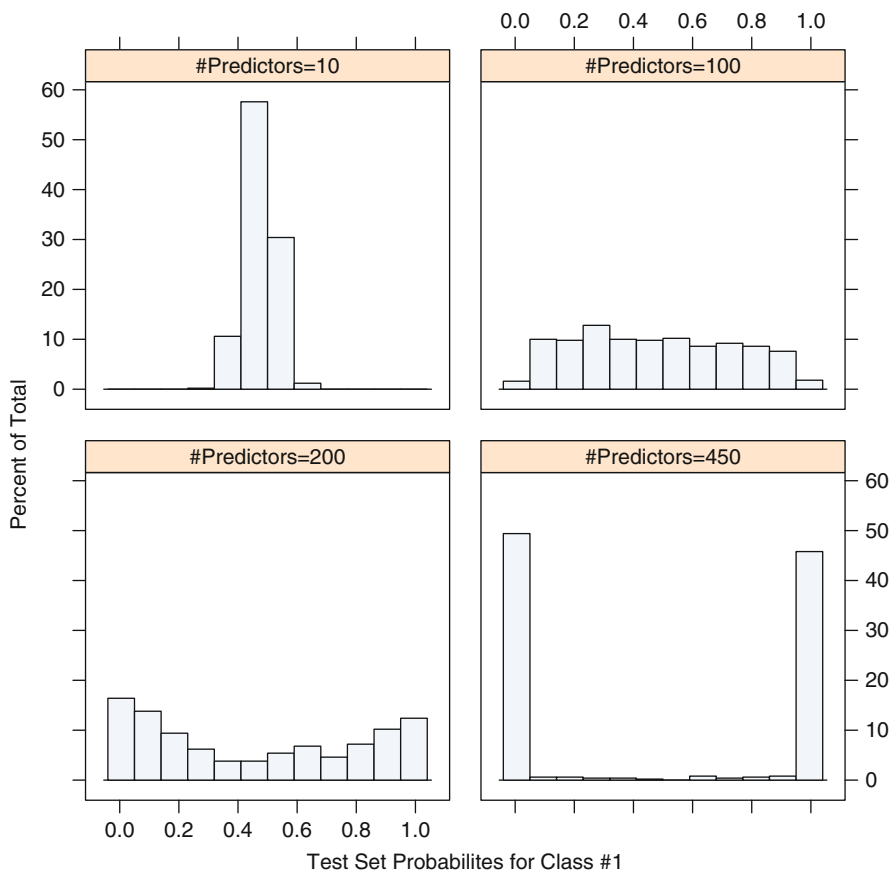 0.0 0.2 0.4 0.6 0.8 1.0
#Predictors=10
#Predictors=100
60
50
40
30
20
10
0
Percent of Total
#Predictors=200
#Predictors=450
60
50
40
30
20
10
0
0.0 0.2 0.4 0.6 0.8 1.0
Test Set Probabilites for Class #1